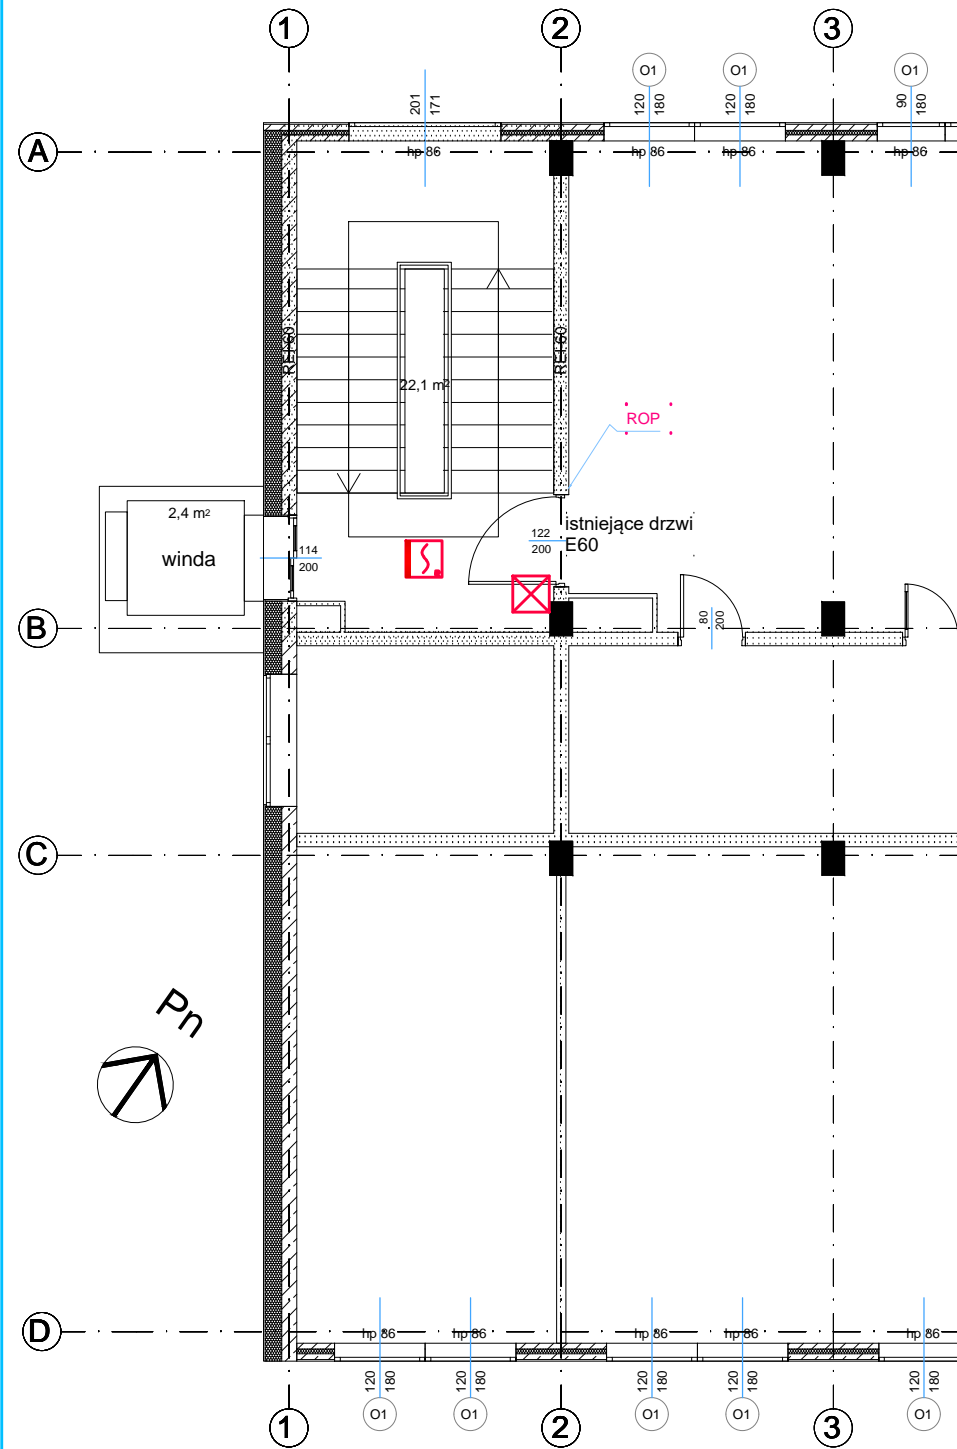 1
2
3
O1
O1
O1
201
171
120
180
120
180
90
180
A
hp 86
hp 86
hp 86
hp 86
REI 60
REI 60
22,1 m²
ROP
2,4 m²
winda
114
200
122
200
istniejące drzwi
E60
B
80
200
C
Pn
D
hp 86
hp 86
hp 86
hp 86
hp 86
120
180
120
180
120
180
120
180
120
180
O1
O1
O1
O1
O1
1
2
3